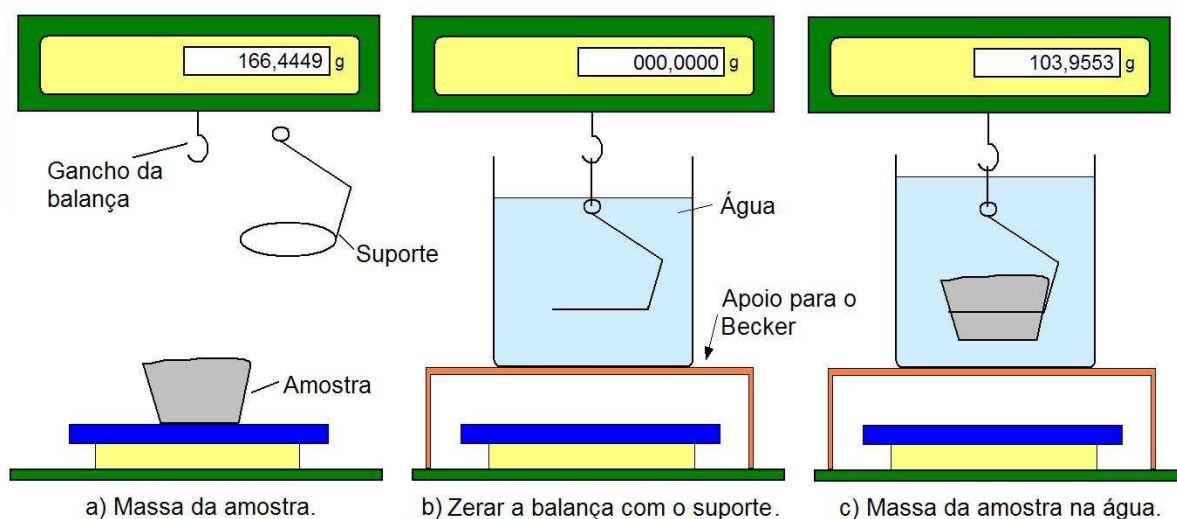 166,4449 g
000,0000 g
103,9553 g
Gancho da
balança
Suporte
Amostra
Água
Apoio para o
Becker
a) Massa da amostra.
b) Zerar a balança com o suporte.
c) Massa da amostra na água.